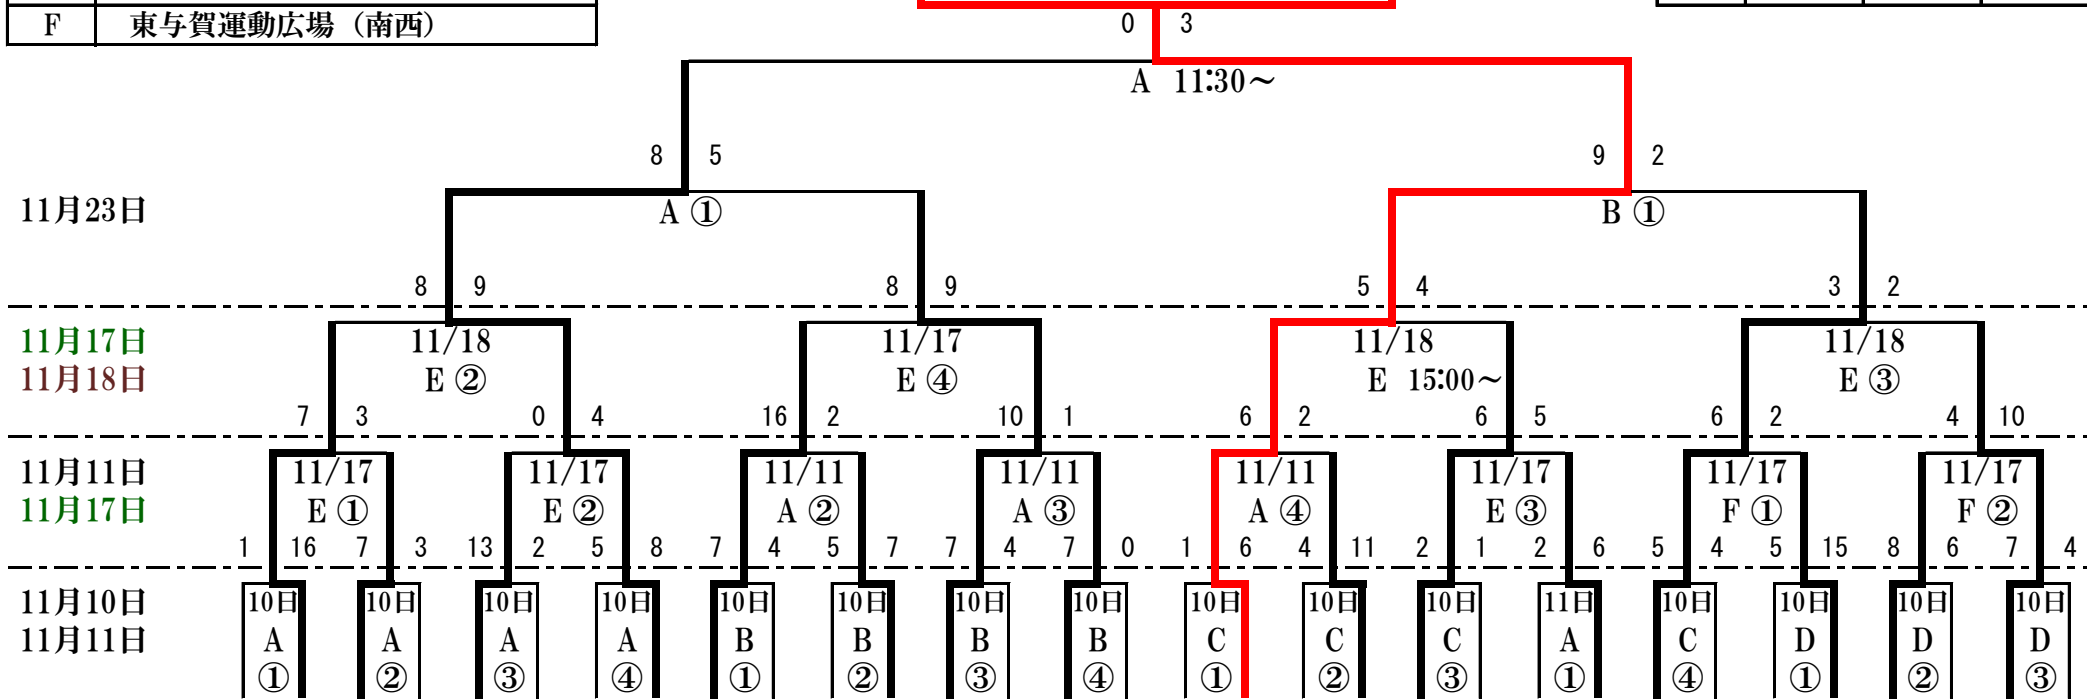 F 東与賀運動広場（南西）
0 3
A 11:30～
8 5 9 2
11月23日 A ① B ①
8 9 8 9 5 4 3 2
11月17日 11/18 11/17 11/18 11/18
11月18日 E ② E ④ E 15:00～ E ③
7 3 0 4 16 2 10 1 6 2 6 5 6 2 4 10
11月11日 11/17 11/17 11/11 11/11 11/11 11/17 11/17 11/17
11月17日 E ① E ② A ② A ③ A ④ E ③ F ① F ②
1 16 7 3 13 2 5 8 7 4 5 7 7 4 7 0 1 6 4 11 2 1 2 6 5 4 5 15 8 6 7 4
11月10日 10日 10日 10日 10日 10日 10日 10日 10日 10日 10日 10日 11日 10日 10日 10日 10日
11月11日 A A A A B B B B C C C A C D D D
① ② ③ ④ ① ② ③ ④ ① ② ③ ① ④ ① ② ③